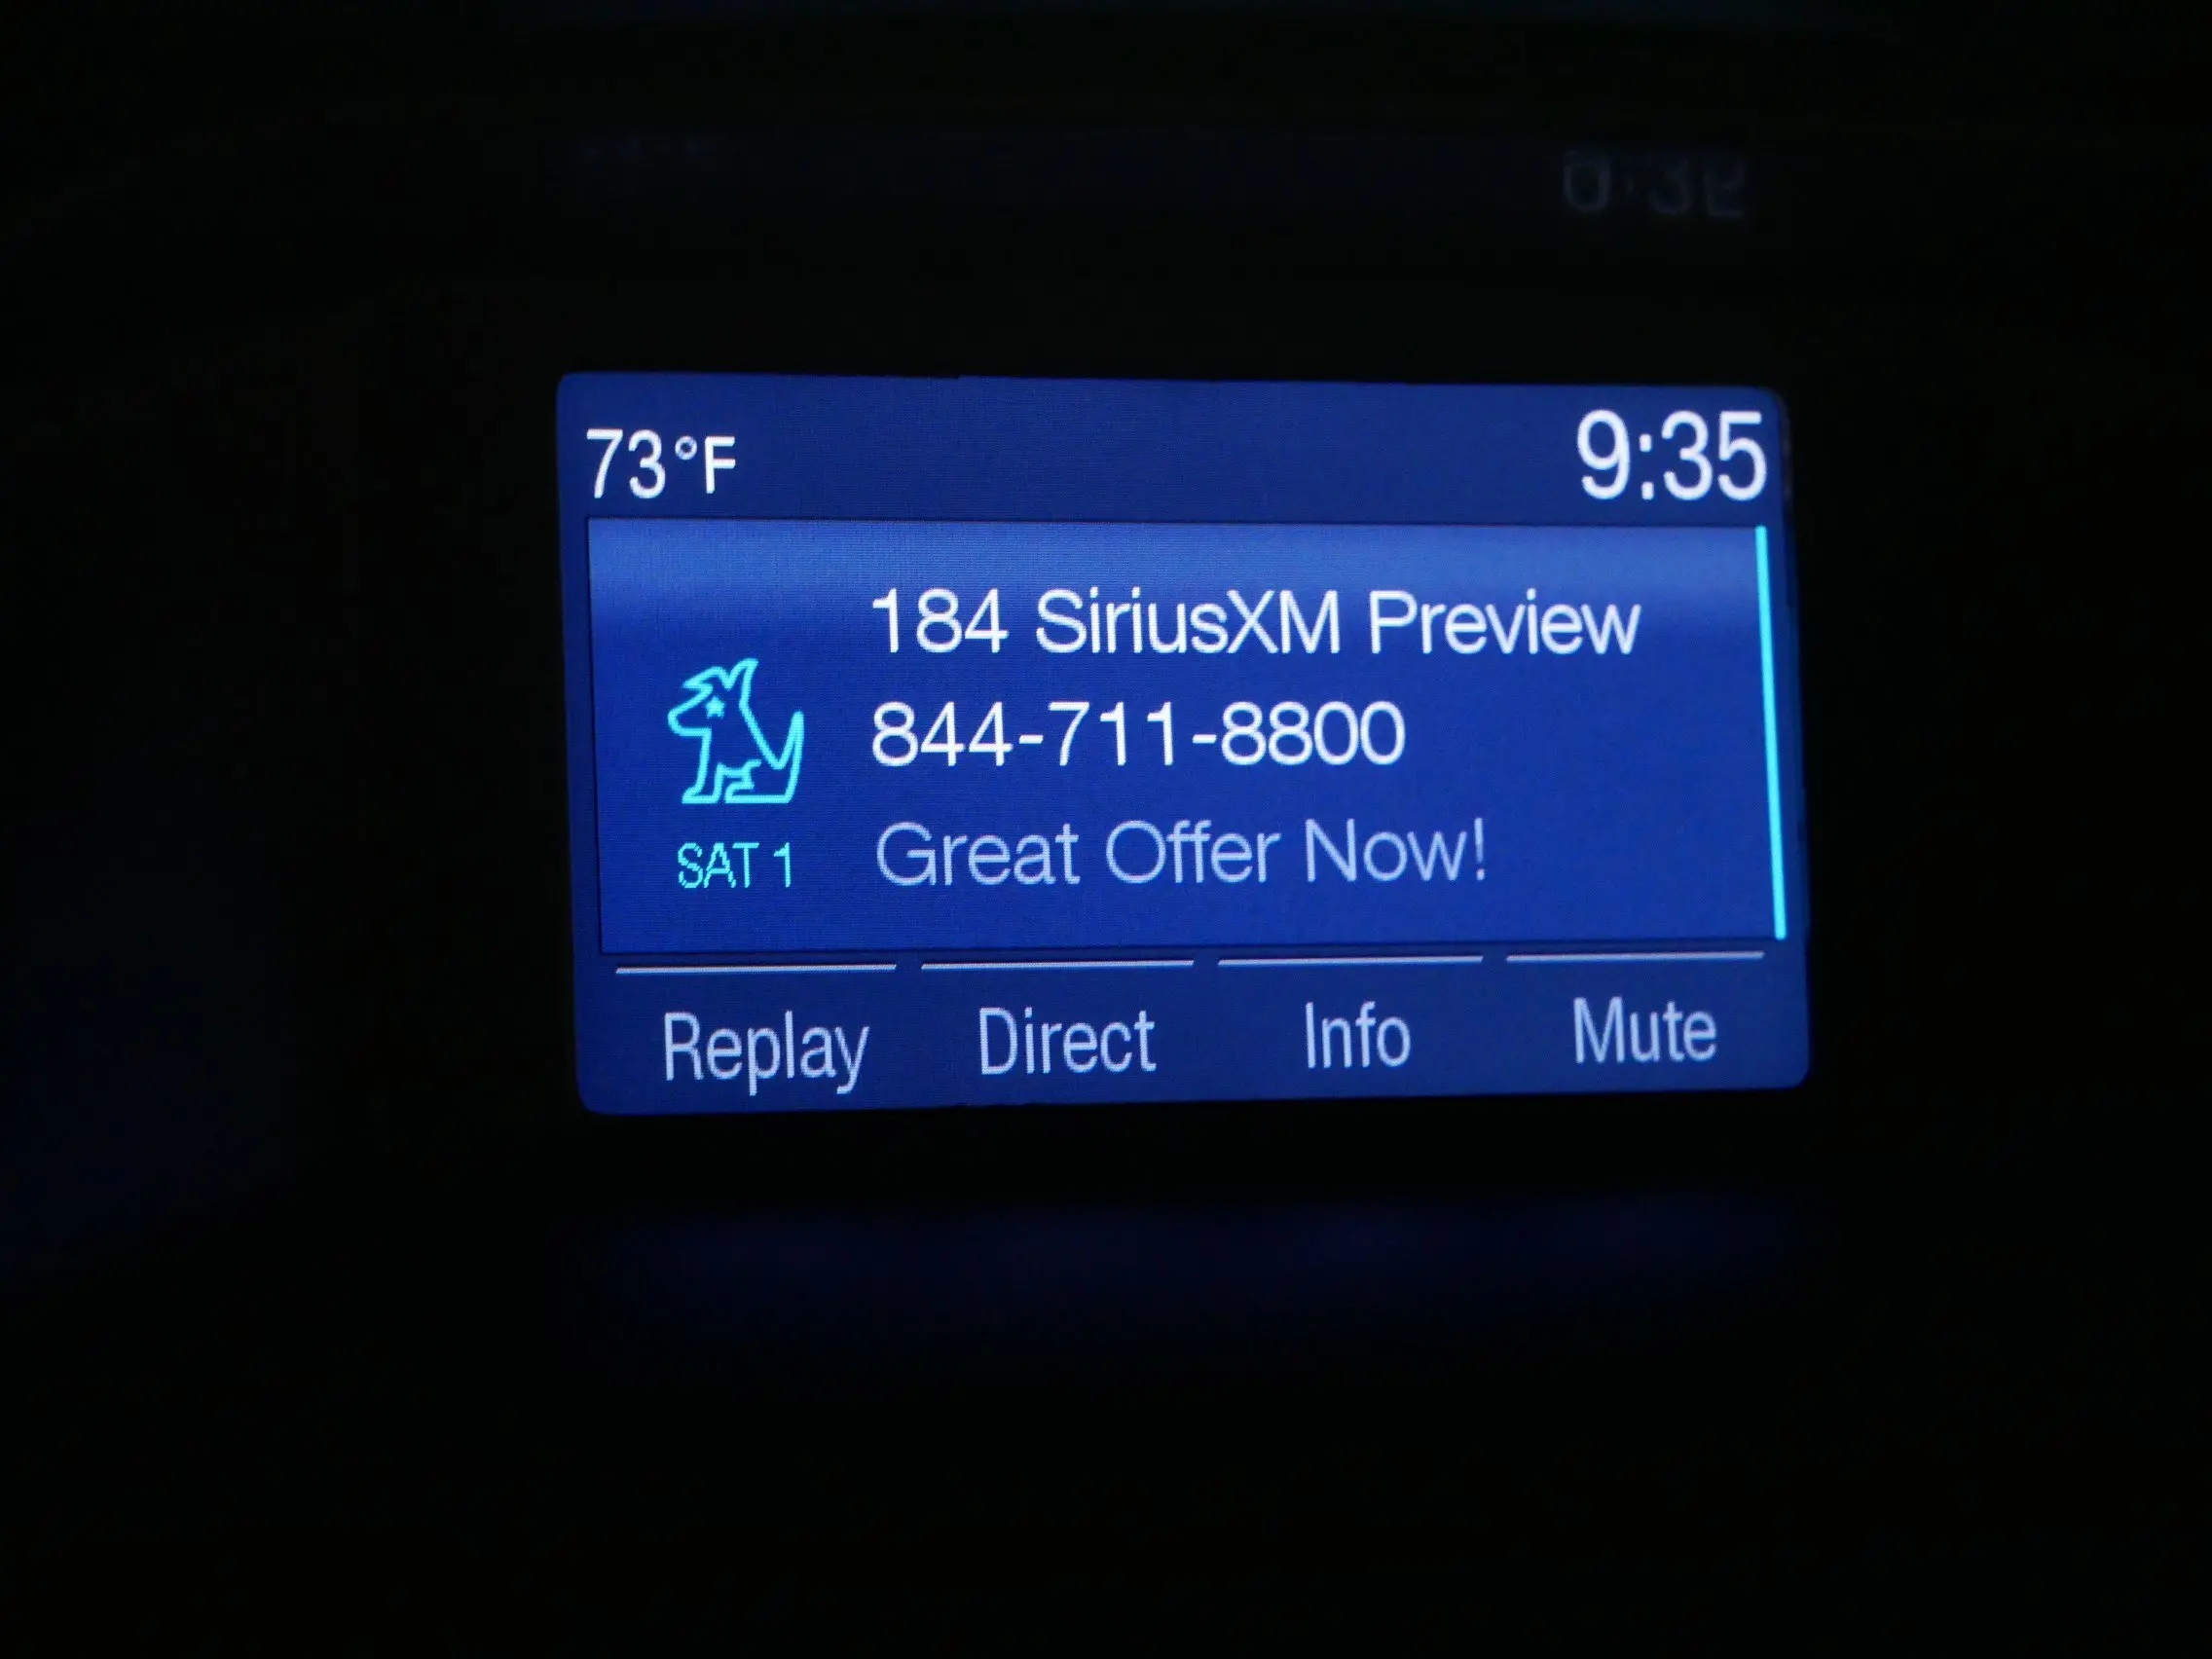 73°F 9:35
184 SiriusXM Preview
844-711-8800
SAT 1 Great Offer Now!
Replay Direct Info Mute